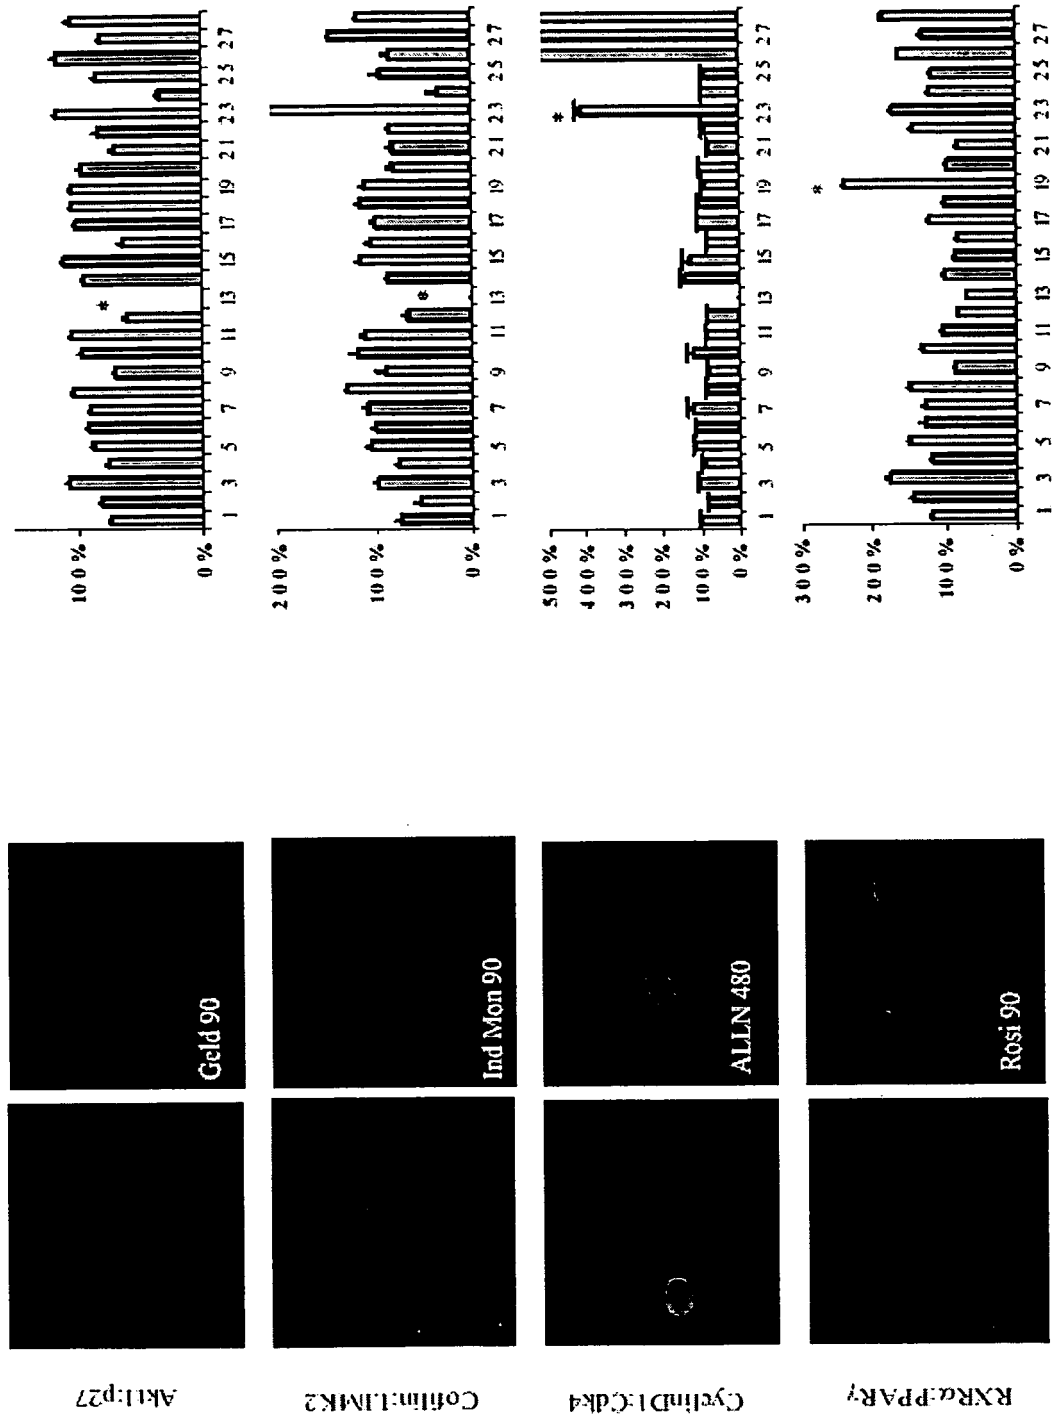 Akt1:p27
Geld 90
100%
0%
1 3 5 7 9 11 13 15 17 19 21 23 25 27
*
Cofilin:LIMK2
Ind Mon 90
200%
100%
0%
1 3 5 7 9 11 13 15 17 19 21 23 25 27
*
CyclinD1:Cdk4
ALLN 480
500%
400%
300%
200%
100%
0%
1 3 5 7 9 11 13 15 17 19 21 23 25 27
*
RXRα:PPARγ
Rosi 90
300%
200%
100%
0%
1 3 5 7 9 11 13 15 17 19 21 23 25 27
*